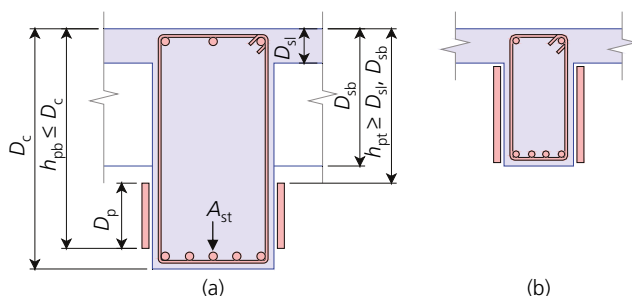 D_c
h_pb ≤ D_c
D_p
A_st
D_sl
D_sb
h_pt ≥ D_sl, D_sb
(a)
(b)